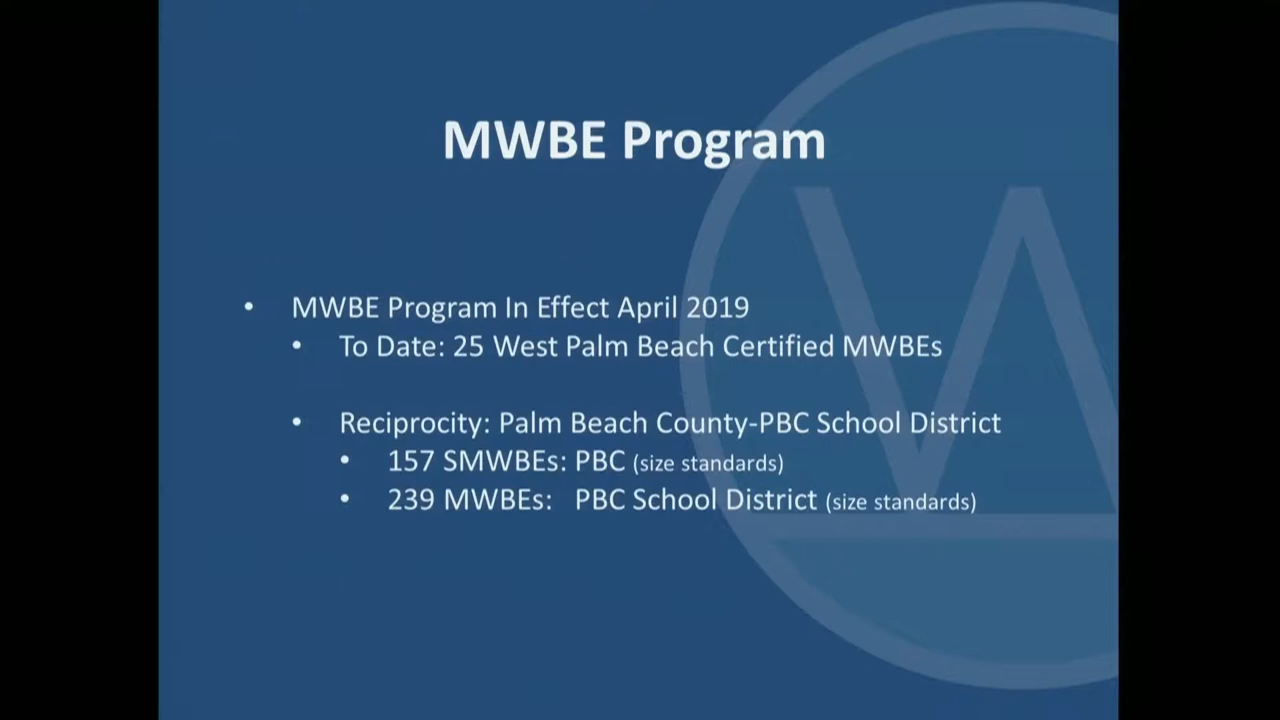 MWBE Program
• MWBE Program In Effect April 2019
• To Date: 25 West Palm Beach Certified MWBEs
• Reciprocity: Palm Beach County-PBC School District
• 157 SMWBEs: PBC (size standards)
• 239 MWBEs: PBC School District (size standards)